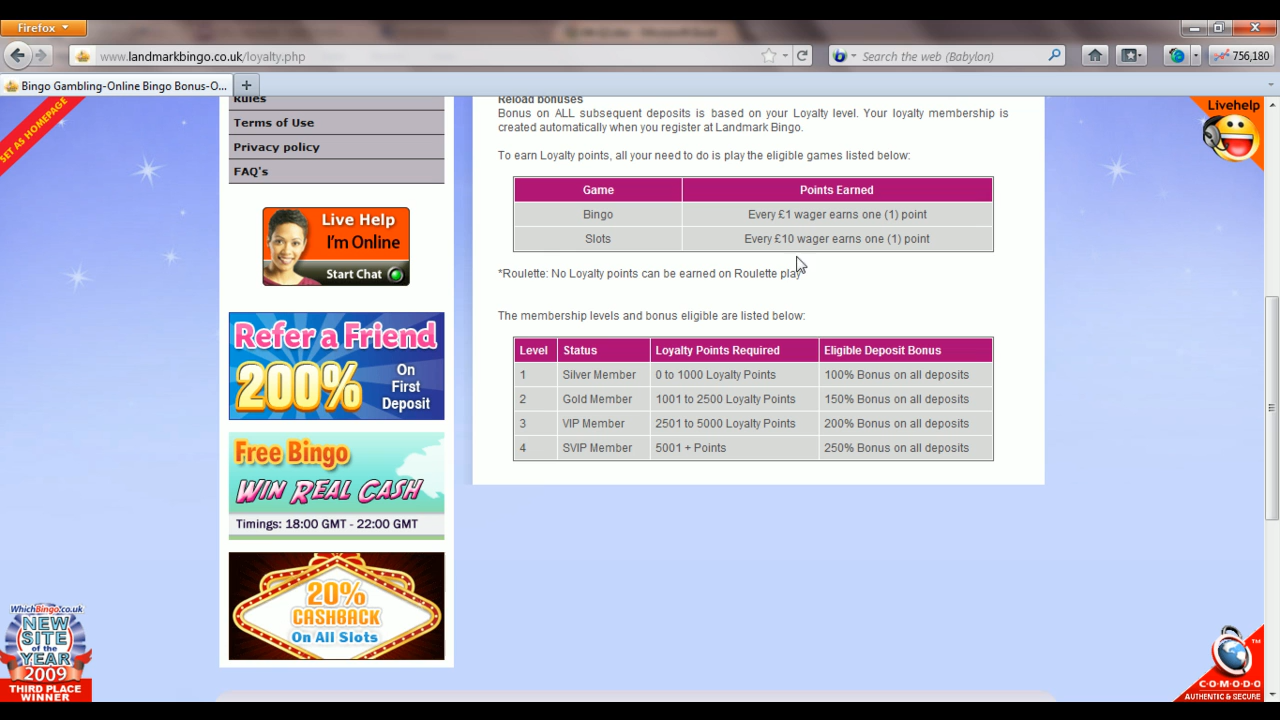 Firefox
www.landmarkbingo.co.uk/loyalty.php
Search the web (Babylon)
756,180
Bingo Gambling-Online Bingo Bonus-O...
SET AS HOMEPAGE
Livehelp
Rules
Terms of Use
Privacy policy
FAQ's
Live Help
I'm Online
Start Chat
Refer a Friend
200%
On
First
Deposit
Free Bingo
WIN REAL CASH
Timings: 18:00 GMT - 22:00 GMT
20%
CASHBACK
On All Slots
WhichBingo.co.uk
NEW
SITE
of the
YEAR
2009
THIRD PLACE
WINNER
Reload bonuses
Bonus on ALL subsequent deposits is based on your Loyalty level. Your loyalty membership is
created automatically when you register at Landmark Bingo.
To earn Loyalty points, all your need to do is play the eligible games listed below:
Game Points Earned
Bingo Every £1 wager earns one (1) point
Slots Every £10 wager earns one (1) point
*Roulette: No Loyalty points can be earned on Roulette play
The membership levels and bonus eligible are listed below:
Level Status Loyalty Points Required Eligible Deposit Bonus
1 Silver Member 0 to 1000 Loyalty Points 100% Bonus on all deposits
2 Gold Member 1001 to 2500 Loyalty Points 150% Bonus on all deposits
3 VIP Member 2501 to 5000 Loyalty Points 200% Bonus on all deposits
4 SVIP Member 5001 + Points 250% Bonus on all deposits
TM
C·O·M·O·D·O
AUTHENTIC & SECURE